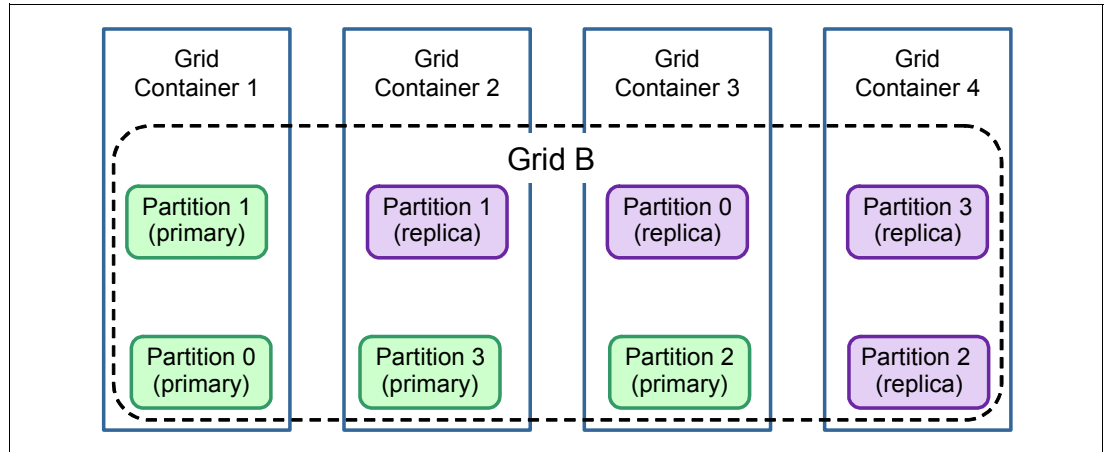 Grid
Container 1
Grid
Container 2
Grid
Container 3
Grid
Container 4
Grid B
Partition 1
(primary)
Partition 1
(replica)
Partition 0
(replica)
Partition 3
(replica)
Partition 0
(primary)
Partition 3
(primary)
Partition 2
(primary)
Partition 2
(replica)